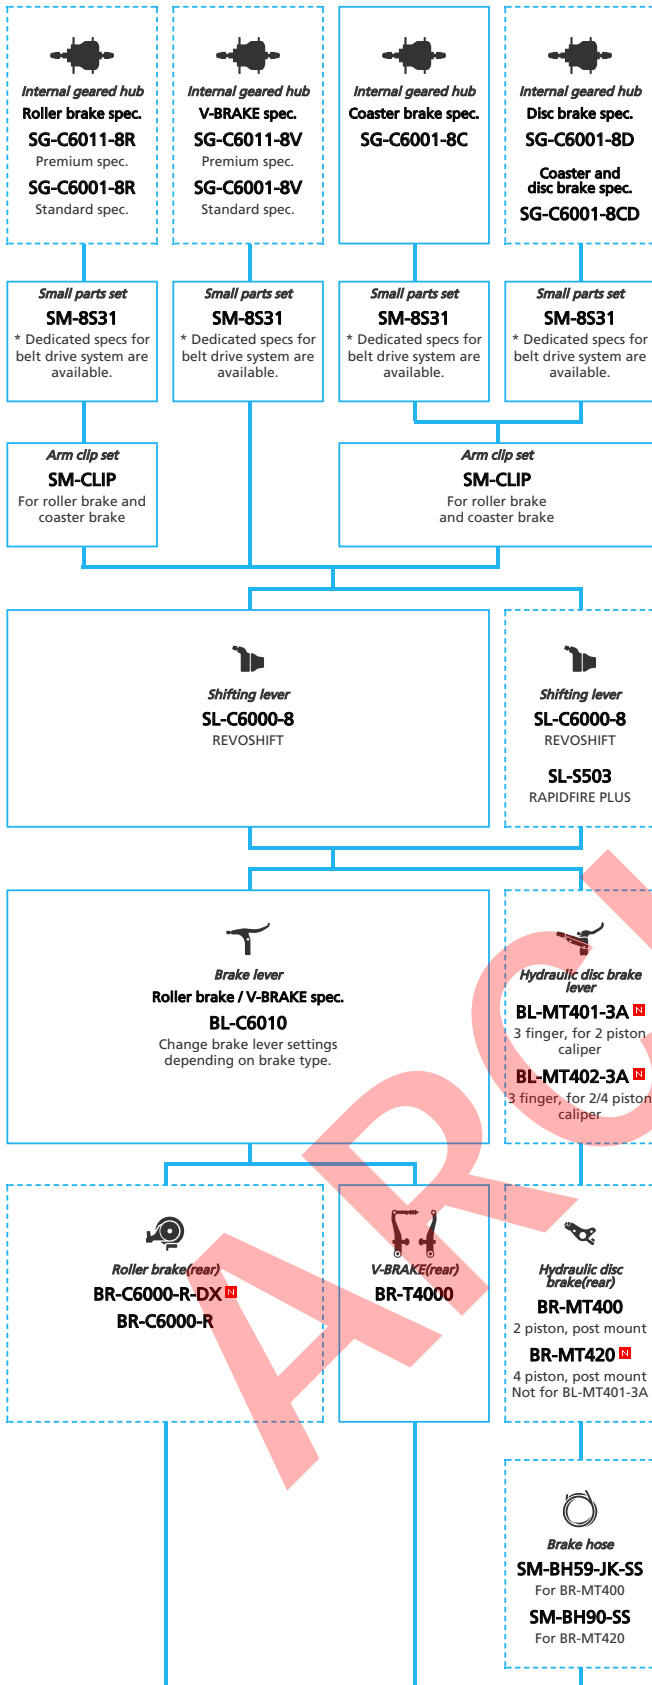 Internal geared hub
Roller brake spec.
SG-C6011-8R
Premium spec.
SG-C6001-8R
Standard spec.
Internal geared hub
V-BRAKE spec.
SG-C6011-8V
Premium spec.
SG-C6001-8V
Standard spec.
Internal geared hub
Coaster brake spec.
SG-C6001-8C
Internal geared hub
Disc brake spec.
SG-C6001-8D
Coaster and
disc brake spec.
SG-C6001-8CD
Small parts set
SM-8S31
* Dedicated specs for
belt drive system are
available.
Small parts set
SM-8S31
* Dedicated specs for
belt drive system are
available.
Small parts set
SM-8S31
* Dedicated specs for
belt drive system are
available.
Small parts set
SM-8S31
* Dedicated specs for
belt drive system are
available.
Arm clip set
SM-CLIP
For roller brake and
coaster brake
Arm clip set
SM-CLIP
For roller brake
and coaster brake
Shifting lever
SL-C6000-8
REVOSHIFT
Shifting lever
SL-C6000-8
REVOSHIFT
SL-S503
RAPIDFIRE PLUS
Brake lever
Roller brake / V-BRAKE spec.
BL-C6010
Change brake lever settings
depending on brake type.
Hydraulic disc brake
lever
BL-MT401-3A N
3 finger, for 2 piston
caliper
BL-MT402-3A N
3 finger, for 2/4 piston
caliper
Roller brake(rear)
BR-C6000-R-DX N
BR-C6000-R
V-BRAKE(rear)
BR-T4000
Hydraulic disc
brake(rear)
BR-MT400
2 piston, post mount
BR-MT420 N
4 piston, post mount
Not for BL-MT401-3A
Brake hose
SM-BH59-JK-SS
For BR-MT400
SM-BH90-SS
For BR-MT420
ARC